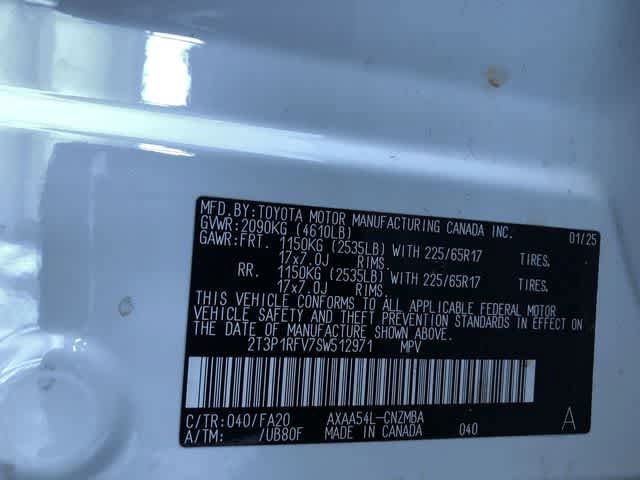 MFD. BY: TOYOTA MOTOR MANUFACTURING CANADA INC. 01/25
GVWR: 2090KG (4610LB)
GAWR: FRT. 1150KG (2535LB) WITH 225/65R17 TIRES.
17x7.0J RIMS.
RR. 1150KG (2535LB) WITH 225/65R17 TIRES.
17x7.0J RIMS.
THIS VEHICLE CONFORMS TO ALL APPLICABLE FEDERAL MOTOR
VEHICLE SAFETY AND THEFT PREVENTION STANDARDS IN EFFECT ON
THE DATE OF MANUFACTURE SHOWN ABOVE.
2T3P1RFV7SW512971 MPV
C/TR: 040/FA20 AXAA54L-CNZMBA A
A/TM: /UB80F MADE IN CANADA 040